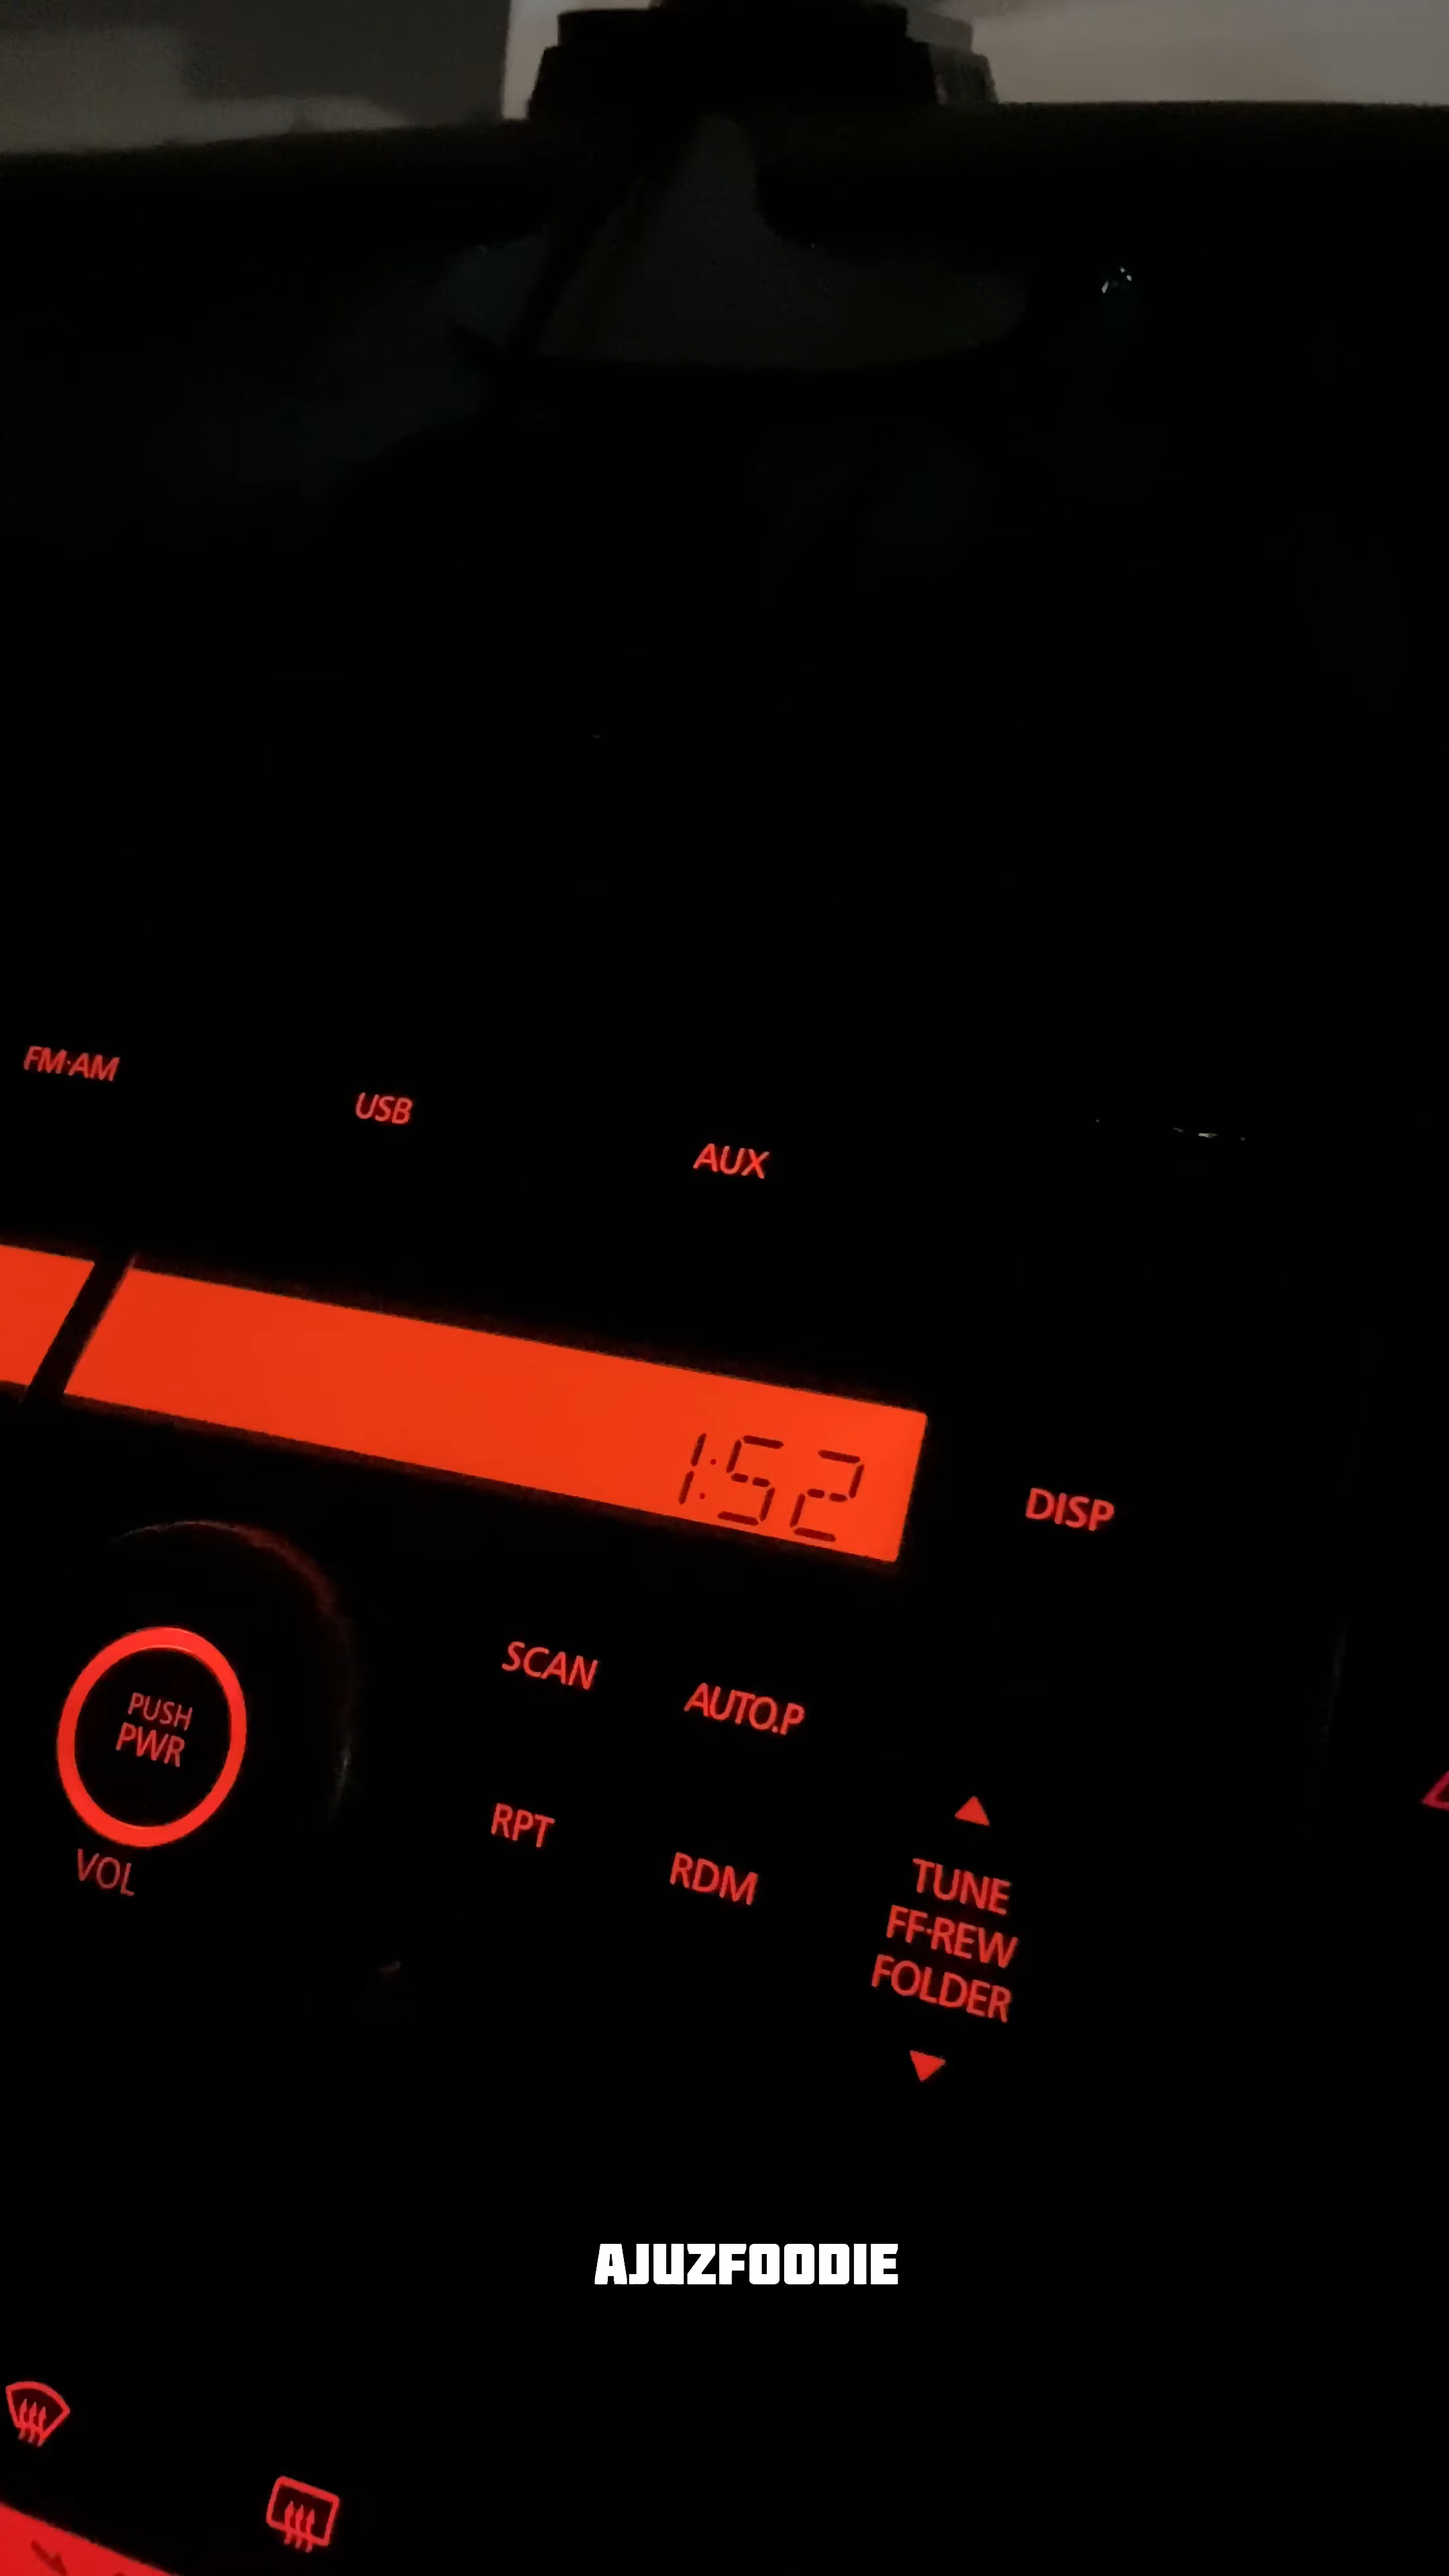 FM·AM
USB
AUX
1:52
DISP
PUSH
PWR
VOL
SCAN
AUTO.P
RPT
RDM
TUNE
FF·REW
FOLDER
AJUZFOODIE